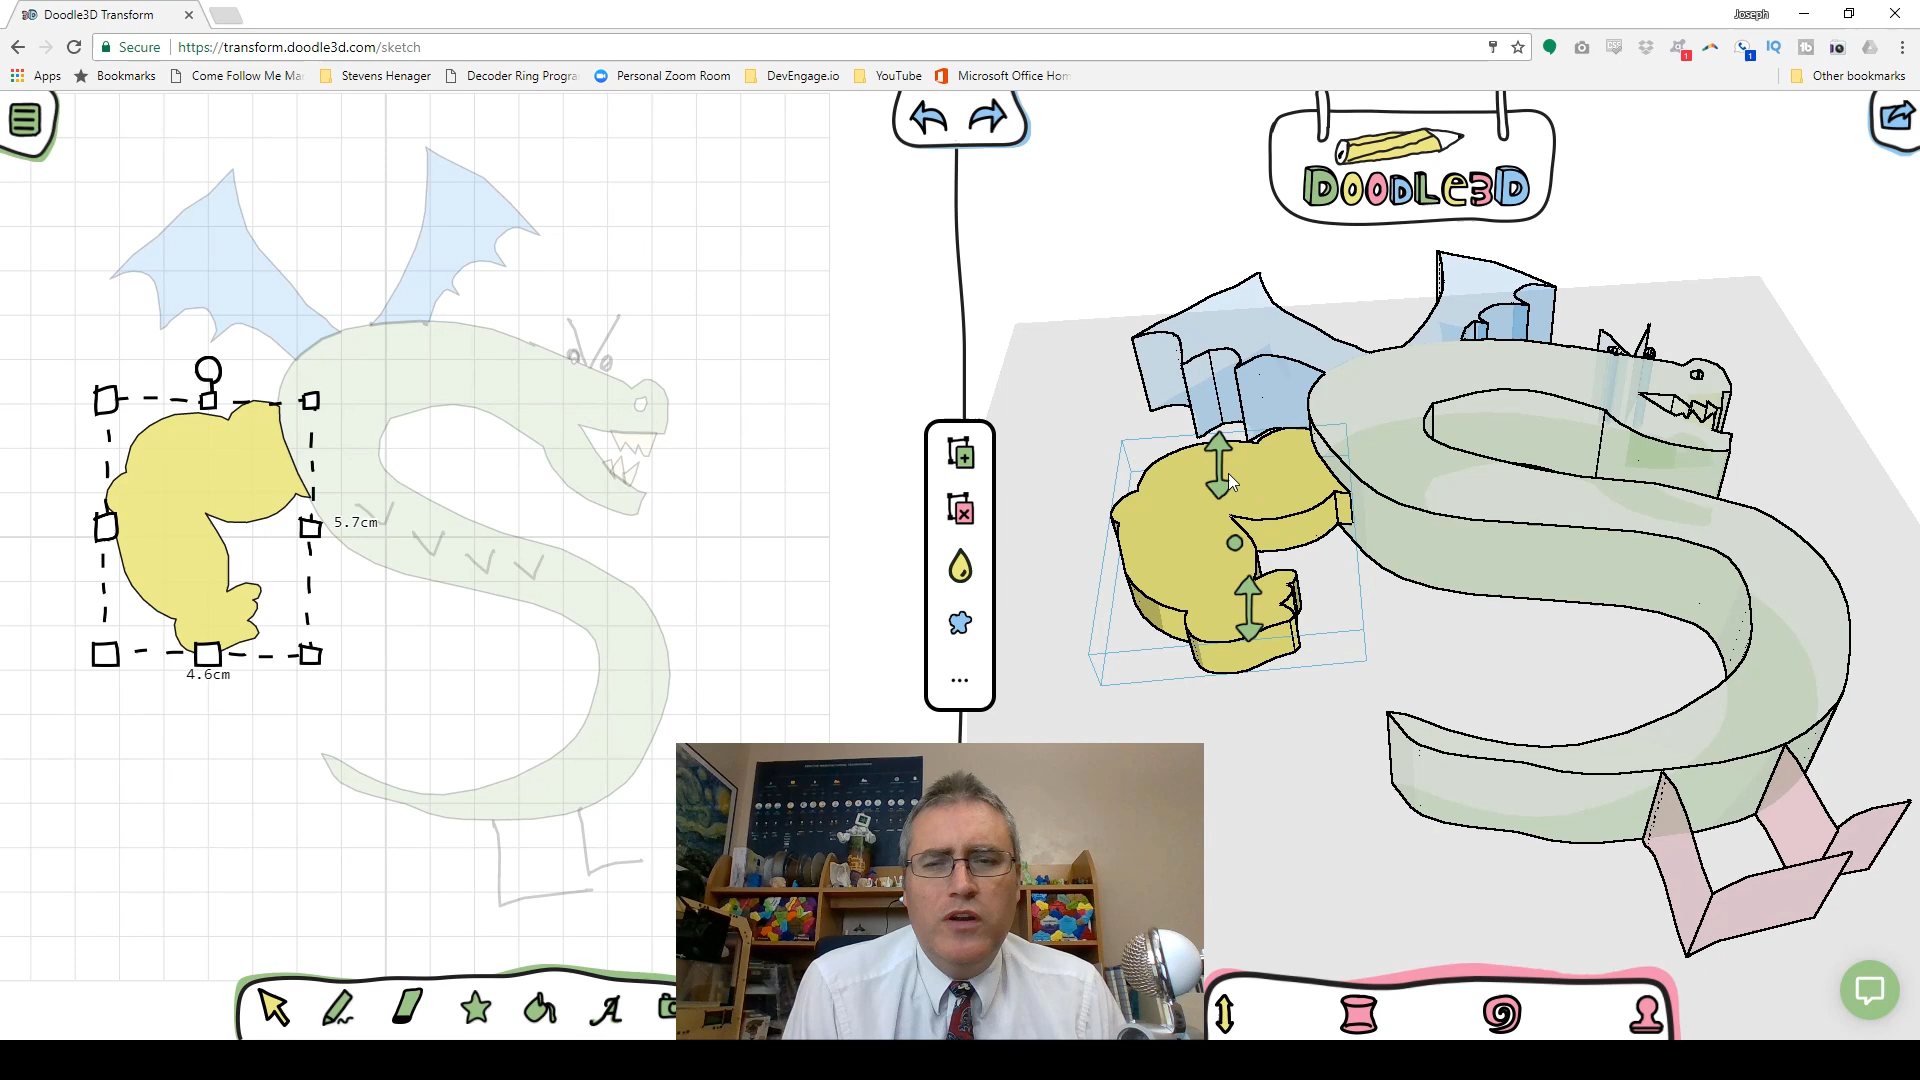 Doodle3D Transform
Joseph
Secure https://transform.doodle3d.com/sketch
Apps Bookmarks Come Follow Me Ma Stevens Henager Decoder Ring Progra Personal Zoom Room DevEngage.io YouTube Microsoft Office Hom Other bookmarks
DOODLE3D
5.7cm
4.6cm